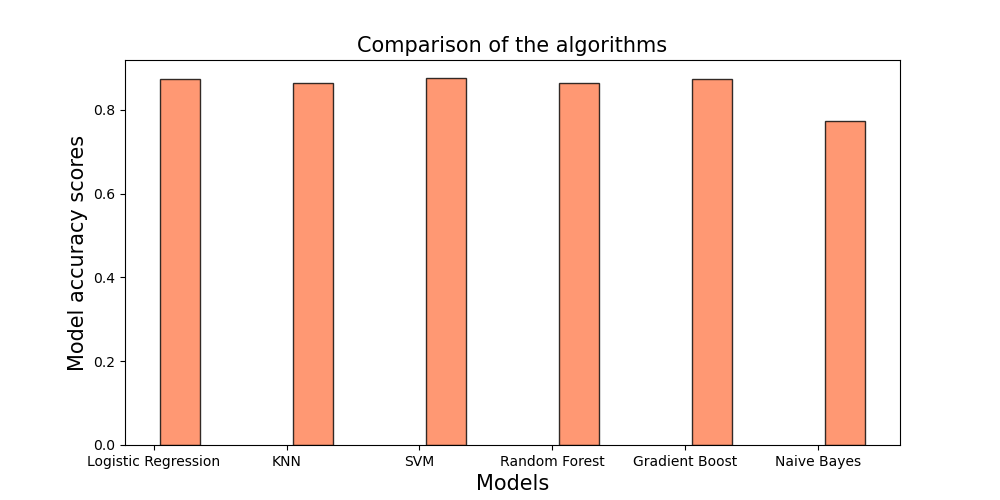 Comparison of the algorithms
Model accuracy scores
0.8
0.6
0.4
0.2
0.0
Logistic Regression KNN SVM Random Forest Gradient Boost Naive Bayes
Models